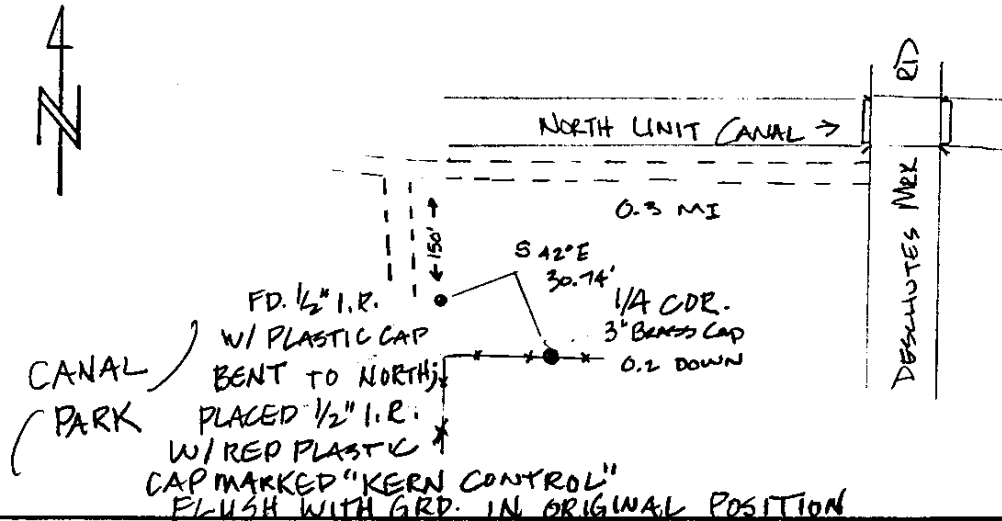 N
RD
NORTH UNIT CANAL →
DESCHUTES MRK
0.3 MI
150'
S 42° E
30.74'
1/4 COR.
3" BRASS CAP
0.2 DOWN
FD. 1/2" I.R.
W/ PLASTIC CAP
BENT TO NORTH;
PLACED 1/2" I.R.
W/ RED PLASTIC
CAP MARKED "KERN CONTROL"
FLUSH WITH GRD. IN ORIGINAL POSITION
CANAL
PARK